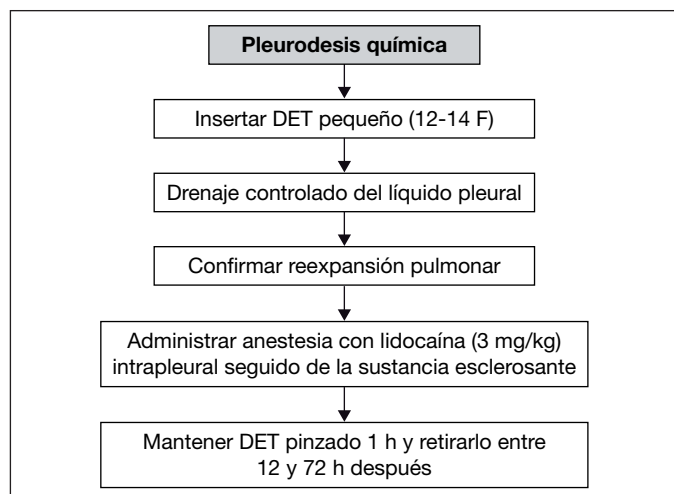 Pleurodesis química
Insertar DET pequeño (12-14 F)
Drenaje controlado del líquido pleural
Confirmar reexpansión pulmonar
Administrar anestesia con lidocaína (3 mg/kg)
intrapleural seguido de la sustancia esclerosante
Mantener DET pinzado 1 h y retirarlo entre
12 y 72 h después